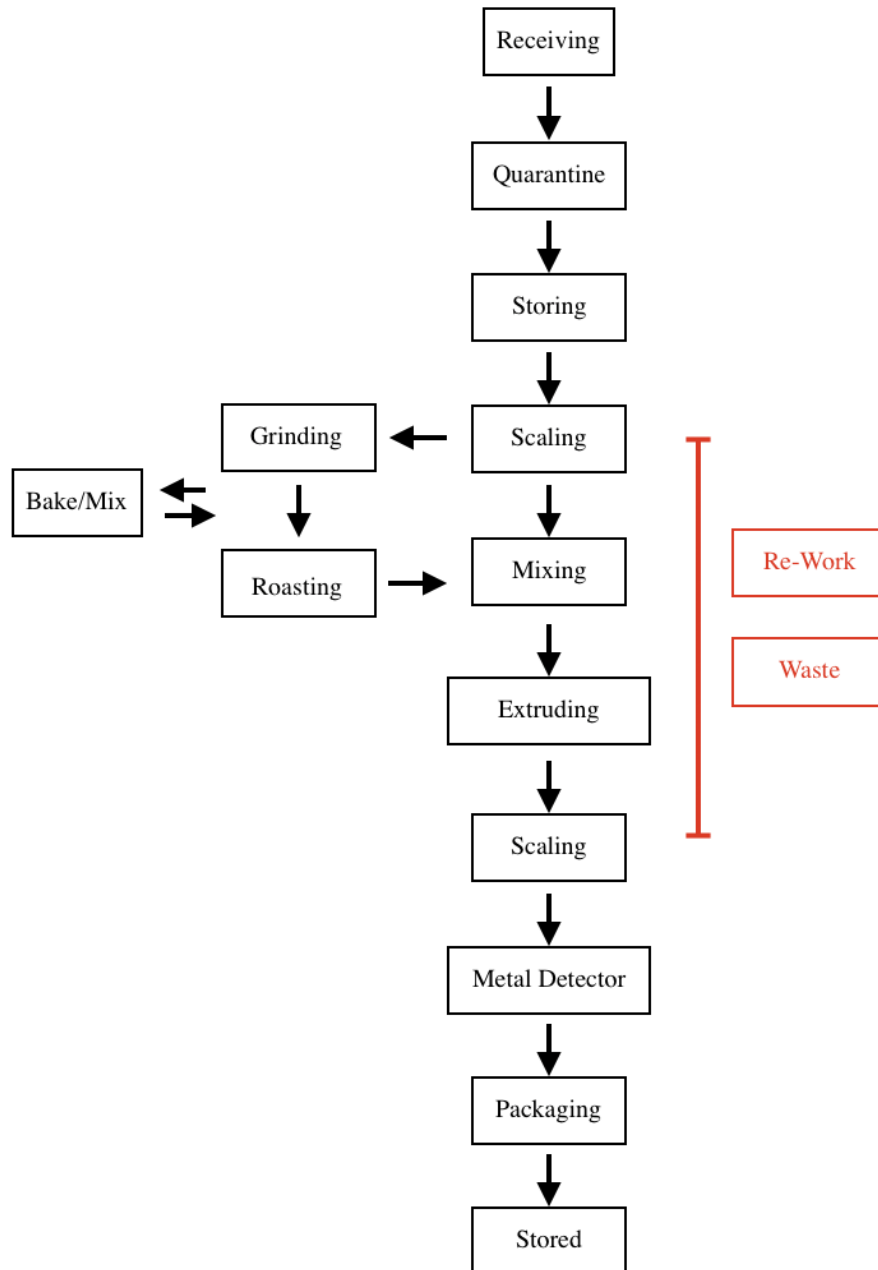 Receiving
Quarantine
Storing
Grinding
Scaling
Bake/Mix
Re-Work
Mixing
Roasting
Waste
Extruding
Scaling
Metal Detector
Packaging
Stored